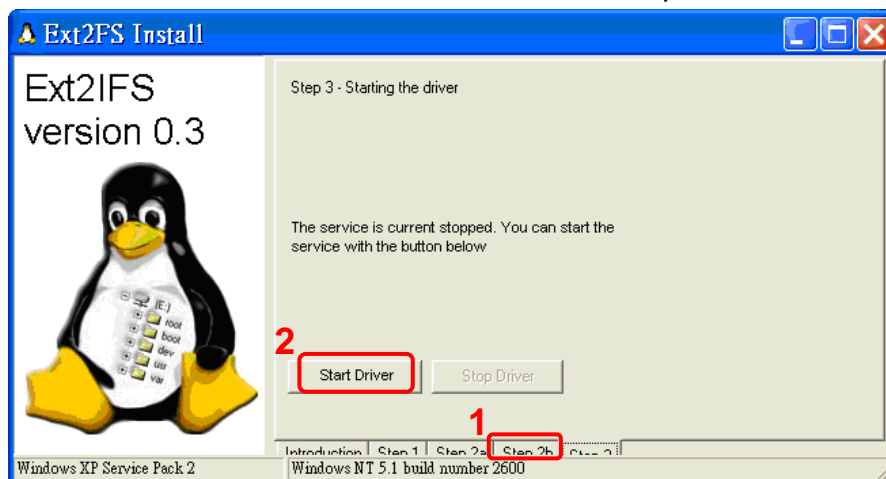 Ext2FS Install
Ext2IFS
version 0.3
[E:]
root
boot
dev
usr
var
Step 3 - Starting the driver
The service is current stopped. You can start the
service with the button below
2
Start Driver
Stop Driver
1
Introduction Step 1 Step 2a Step 2b Step 3
Windows XP Service Pack 2
Windows NT 5.1 build number 2600